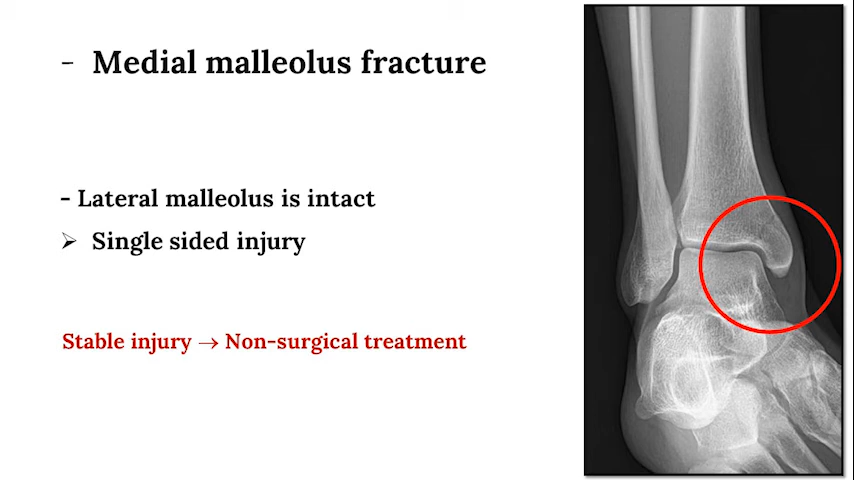 - Medial malleolus fracture
- Lateral malleolus is intact
➢ Single sided injury
Stable injury → Non-surgical treatment